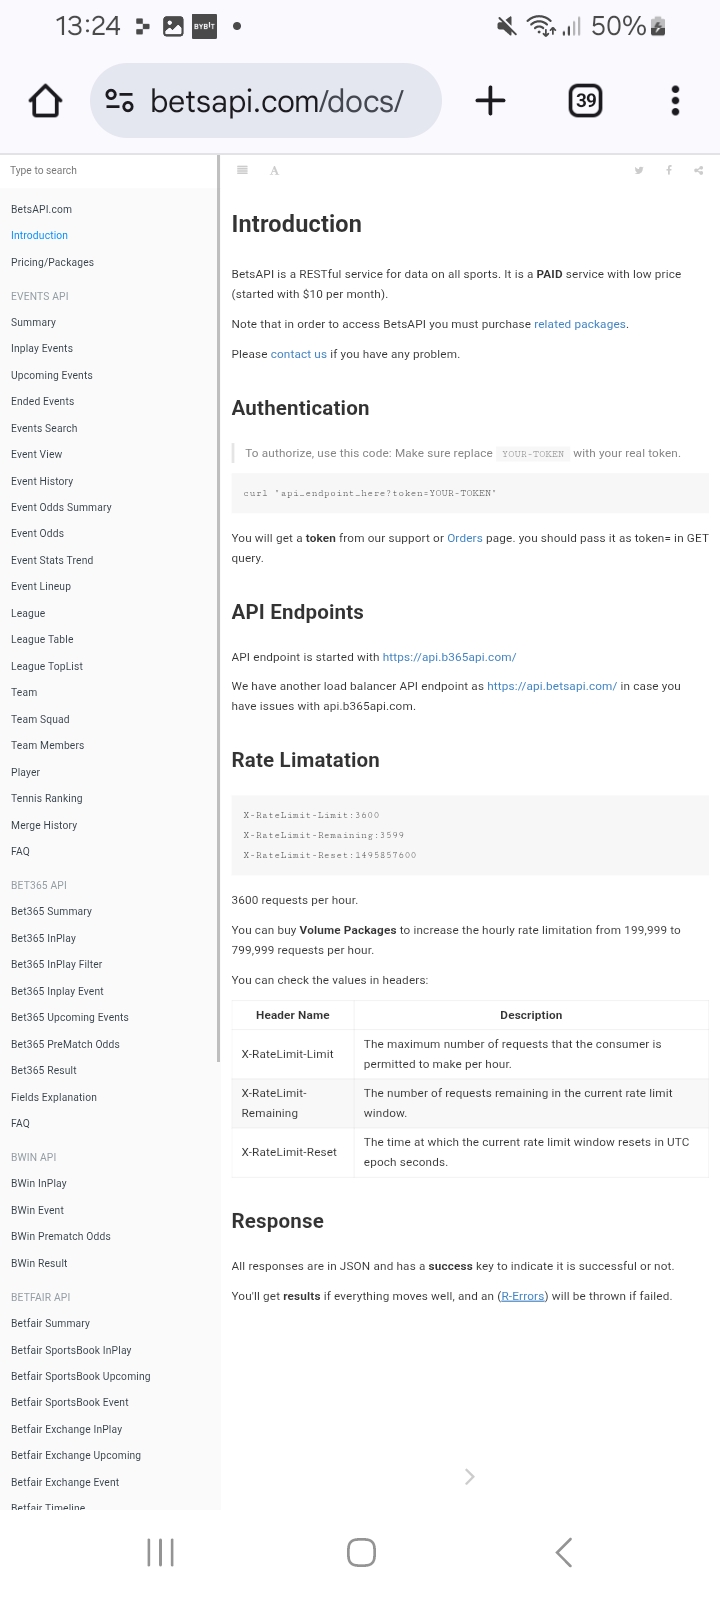 13:24
BYBIT
50%
betsapi.com/docs/
39
Type to search
BetsAPI.com
Introduction
Pricing/Packages
EVENTS API
Summary
Inplay Events
Upcoming Events
Ended Events
Events Search
Event View
Event History
Event Odds Summary
Event Odds
Event Stats Trend
Event Lineup
League
League Table
League TopList
Team
Team Squad
Team Members
Player
Tennis Ranking
Merge History
FAQ
BET365 API
Bet365 Summary
Bet365 InPlay
Bet365 InPlay Filter
Bet365 Inplay Event
Bet365 Upcoming Events
Bet365 PreMatch Odds
Bet365 Result
Fields Explanation
FAQ
BWIN API
BWin InPlay
BWin Event
BWin Prematch Odds
BWin Result
BETFAIR API
Betfair Summary
Betfair SportsBook InPlay
Betfair SportsBook Upcoming
Betfair SportsBook Event
Betfair Exchange InPlay
Betfair Exchange Upcoming
Betfair Exchange Event
Betfair Timeline
A
Introduction
BetsAPI is a RESTful service for data on all sports. It is a PAID service with low price
(started with $10 per month).
Note that in order to access BetsAPI you must purchase related packages.
Please contact us if you have any problem.
Authentication
To authorize, use this code: Make sure replace YOUR-TOKEN with your real token.
curl "api_endpoint_here?token=YOUR-TOKEN"
You will get a token from our support or Orders page. you should pass it as token= in GET
query.
API Endpoints
API endpoint is started with https://api.b365api.com/
We have another load balancer API endpoint as https://api.betsapi.com/ in case you
have issues with api.b365api.com.
Rate Limatation
X-RateLimit-Limit:3600
X-RateLimit-Remaining:3599
X-RateLimit-Reset:1495857600
3600 requests per hour.
You can buy Volume Packages to increase the hourly rate limitation from 199,999 to
799,999 requests per hour.
You can check the values in headers:
Header Name Description
X-RateLimit-Limit The maximum number of requests that the consumer is
permitted to make per hour.
X-RateLimit- The number of requests remaining in the current rate limit
Remaining window.
X-RateLimit-Reset The time at which the current rate limit window resets in UTC
epoch seconds.
Response
All responses are in JSON and has a success key to indicate it is successful or not.
You'll get results if everything moves well, and an (R-Errors) will be thrown if failed.